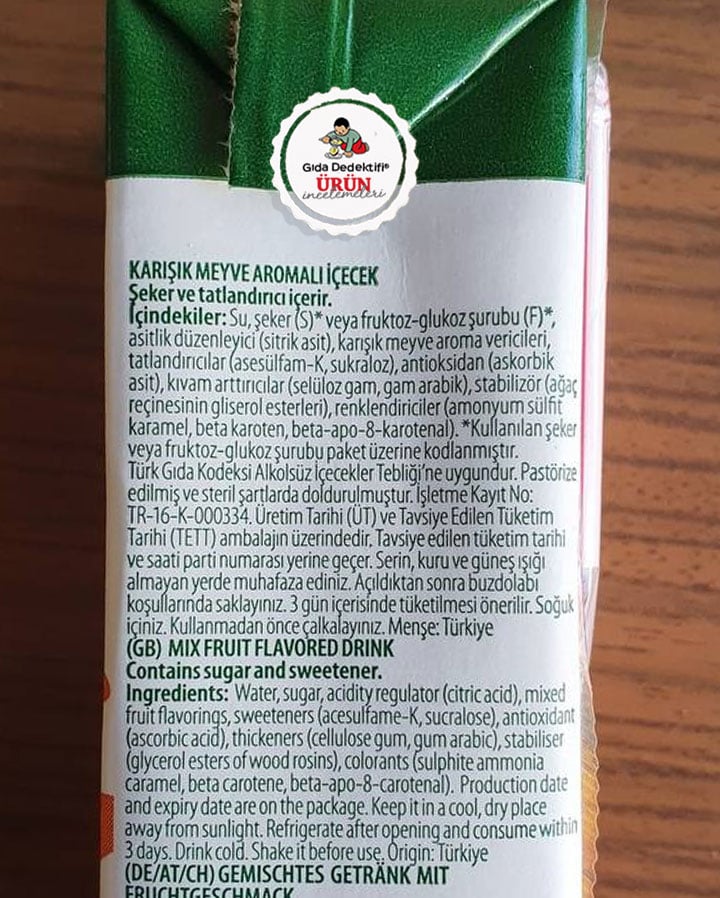 Gıda Dedektifi®
ÜRÜN
incelemeleri
KARIŞIK MEYVE AROMALI İÇECEK
Şeker ve tatlandırıcı içerir.
İçindekiler: Su, şeker (S)* veya fruktoz-glukoz şurubu (F)*,
asitlik düzenleyici (sitrik asit), karışık meyve aroma vericileri,
tatlandırıcılar (asesülfam-K, sukraloz), antioksidan (askorbik
asit), kıvam arttırıcılar (selüloz gam, gam arabik), stabilizör (ağaç
reçinesinin gliserol esterleri), renklendiriciler (amonyum sülfit
karamel, beta karoten, beta-apo-8-karotenal). *Kullanılan şeker
veya fruktoz-glukoz şurubu paket üzerine kodlanmıştır.
Türk Gıda Kodeksi Alkolsüz İçecekler Tebliği’ne uygundur. Pastörize
edilmiş ve steril şartlarda doldurulmuştur. İşletme Kayıt No:
TR-16-K-000334. Üretim Tarihi (ÜT) ve Tavsiye Edilen Tüketim
Tarihi (TETT) ambalajın üzerindedir. Tavsiye edilen tüketim tarihi
ve saati parti numarası yerine geçer. Serin, kuru ve güneş ışığı
almayan yerde muhafaza ediniz. Açıldıktan sonra buzdolabı
koşullarında saklayınız. 3 gün içerisinde tüketilmesi önerilir. Soğuk
içiniz. Kullanmadan önce çalkalayınız. Menşe: Türkiye
(GB) MIX FRUIT FLAVORED DRINK
Contains sugar and sweetener.
Ingredients: Water, sugar, acidity regulator (citric acid), mixed
fruit flavorings, sweeteners (acesulfame-K, sucralose), antioxidant
(ascorbic acid), thickeners (cellulose gum, gum arabic), stabiliser
(glycerol esters of wood rosins), colorants (sulphite ammonia
caramel, beta carotene, beta-apo-8-carotenal). Production date
and expiry date are on the package. Keep it in a cool, dry place
away from sunlight. Refrigerate after opening and consume within
3 days. Drink cold. Shake it before use. Origin: Türkiye
(DE/AT/CH) GEMISCHTES GETRÄNK MIT
FRUCHTGESCHMACK